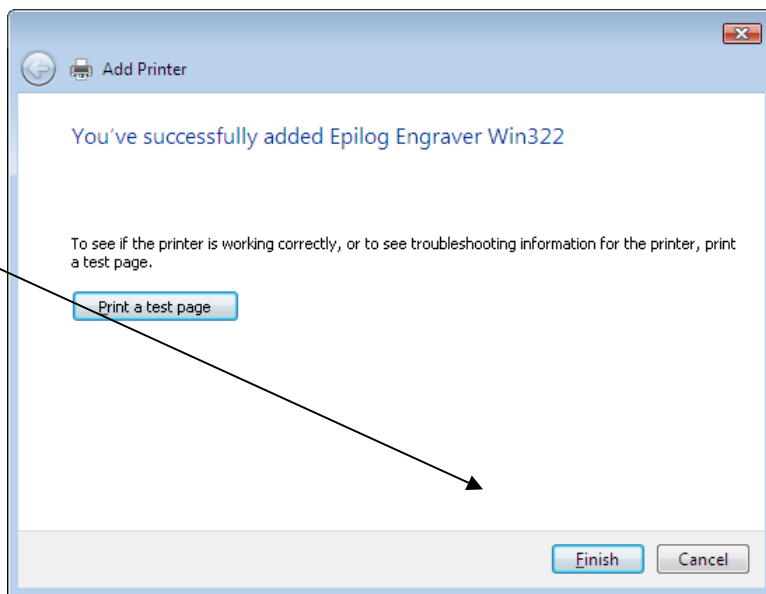 Add Printer
You've successfully added Epilog Engraver Win322
To see if the printer is working correctly, or to see troubleshooting information for the printer, print
a test page.
Print a test page
Finish Cancel